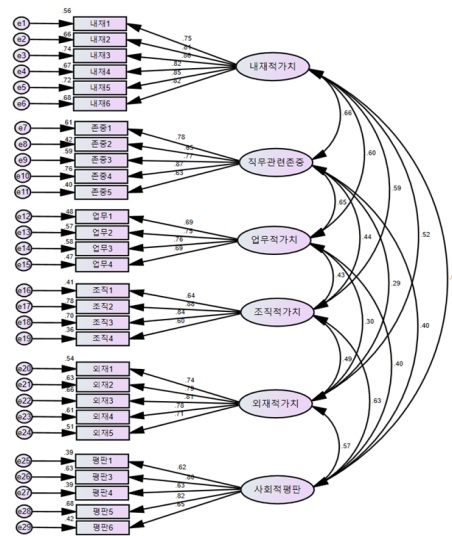 e1 .56 내재1 .75
e2 .66 내재2 .81
e3 .74 내재3
e4 .67 내재4 .82
e5 .72 내재5 .85
e6 .68 내재6 .82
내재적가치
e7 .61 존중1 .78
e8 .42 존중2
e9 .59 존중3 .77
e10 .76 존중4 .87
e11 .40 존중5 .63
직무관련존중
e12 .48 업무1 .69
e13 .57 업무2 .75
e14 .58 업무3 .76
e15 .47 업무4 .69
업무적가치
e16 .41 조직1 .64
e17 .78 조직2 .88
e18 .70 조직3 .84
e19 .36 조직4 .60
조직적가치
e20 .54 외재1 .74
e21 .63 외재2 .79
e22 외재3 .81
e23 .61 외재4 .78
e24 .51 외재5 .71
외재적가치
e25 .39 평판1 .62
e26 .63 평판3
e27 .39 평판4 .63
e28 .68 평판5 .82
e29 .42 평판6 .65
사회적평판
.66
.60
.59
.52
.65
.44
.29
.40
.43
.30
.40
.49
.63
.57